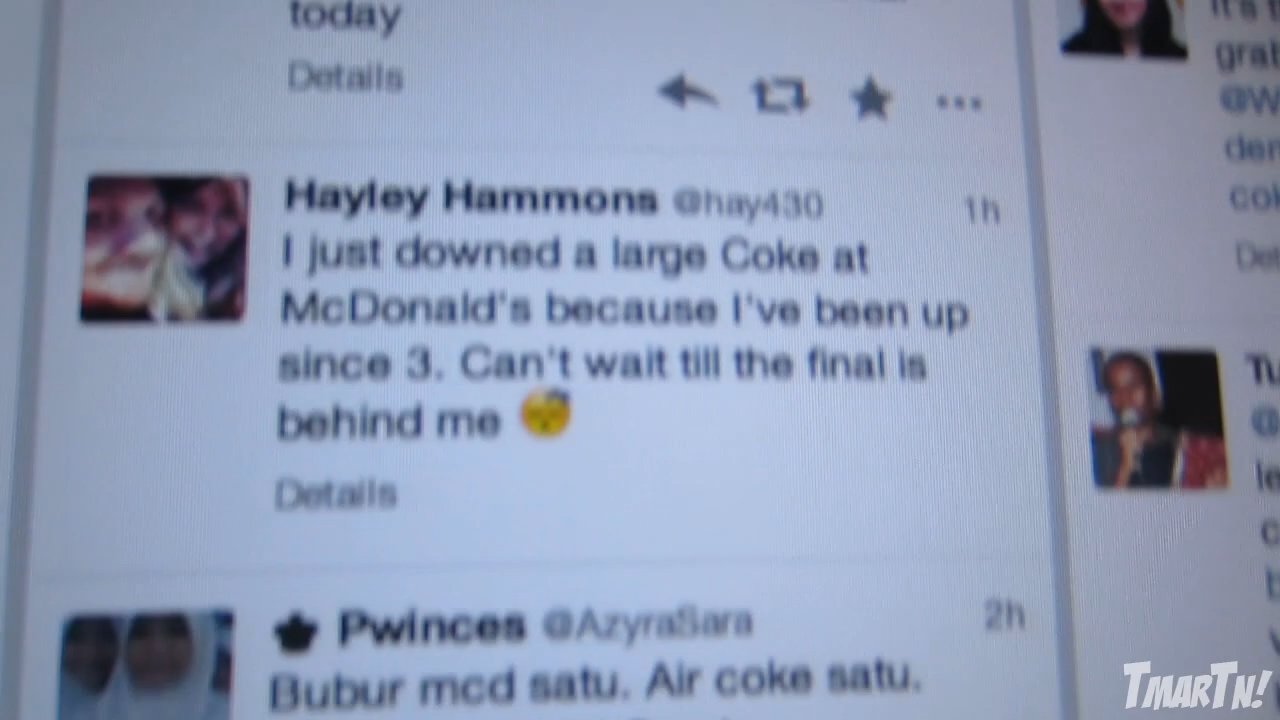 today
Details
Hayley Hammons @hay430 1h
I just downed a large Coke at
McDonald's because I've been up
since 3. Can't wait till the final is
behind me 😴
Details
Pwinces @AzyraSara 2h
Bubur mcd satu. Air coke satu.
@W
TMARTN!